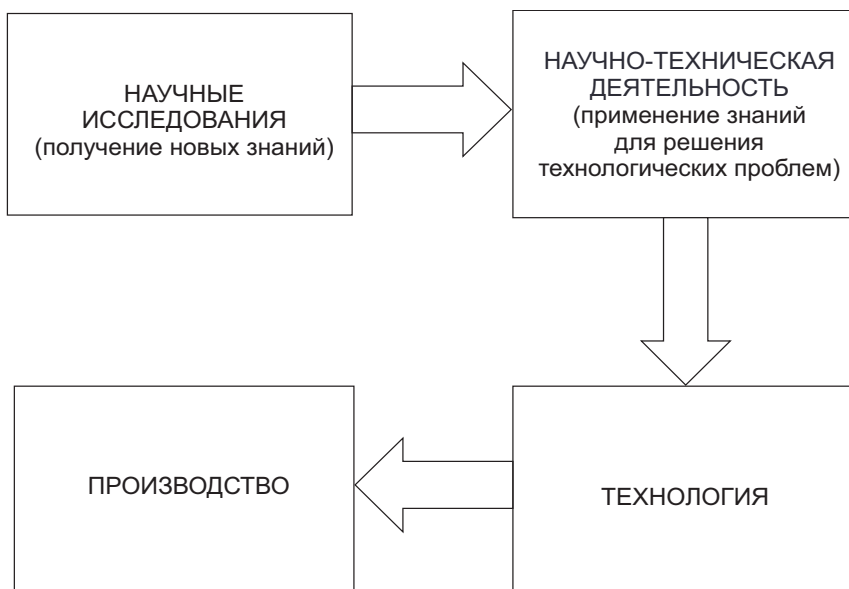 НАУЧНЫЕ
ИССЛЕДОВАНИЯ
(получение новых знаний)
НАУЧНО-ТЕХНИЧЕСКАЯ
ДЕЯТЕЛЬНОСТЬ
(применение знаний
для решения
технологических проблем)
ПРОИЗВОДСТВО
ТЕХНОЛОГИЯ